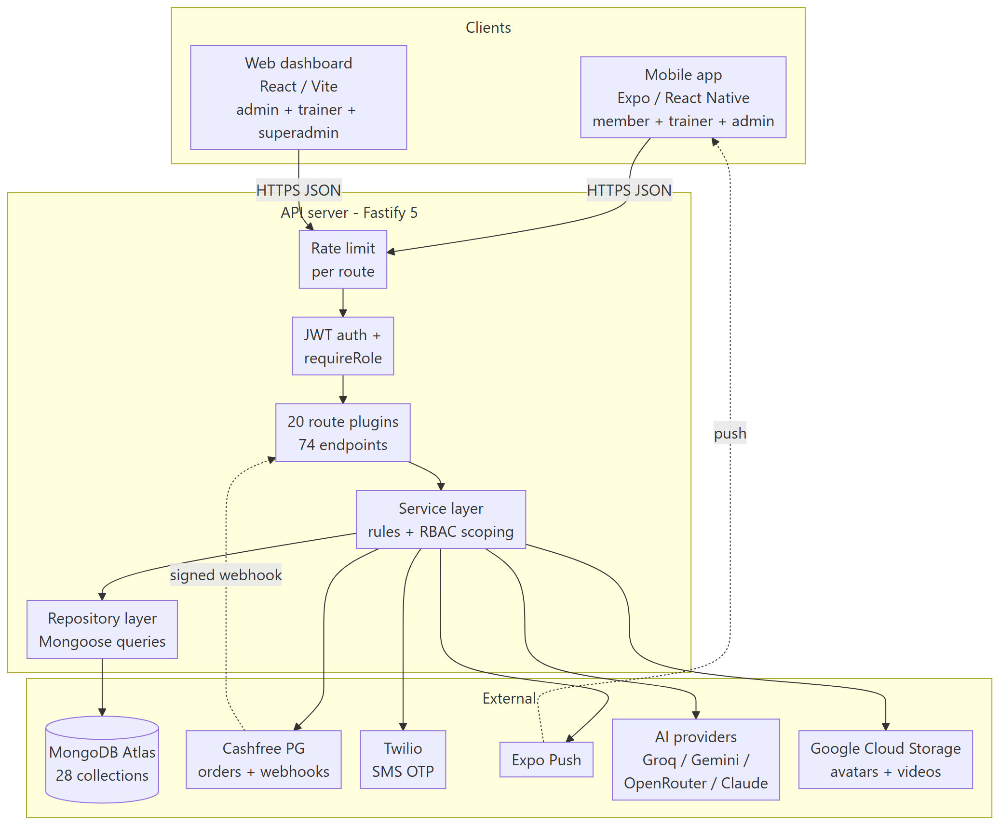 Clients
Web dashboard
React / Vite
admin + trainer +
superadmin
Mobile app
Expo / React Native
member + trainer + admin
HTTPS JSON
HTTPS JSON
API server - Fastify 5
Rate limit
per route
JWT auth +
requireRole
20 route plugins
74 endpoints
push
Service layer
rules + RBAC scoping
signed webhook
Repository layer
Mongoose queries
External
MongoDB Atlas
28 collections
Cashfree PG
orders + webhooks
Twilio
SMS OTP
Expo Push
AI providers
Groq / Gemini /
OpenRouter / Claude
Google Cloud Storage
avatars + videos